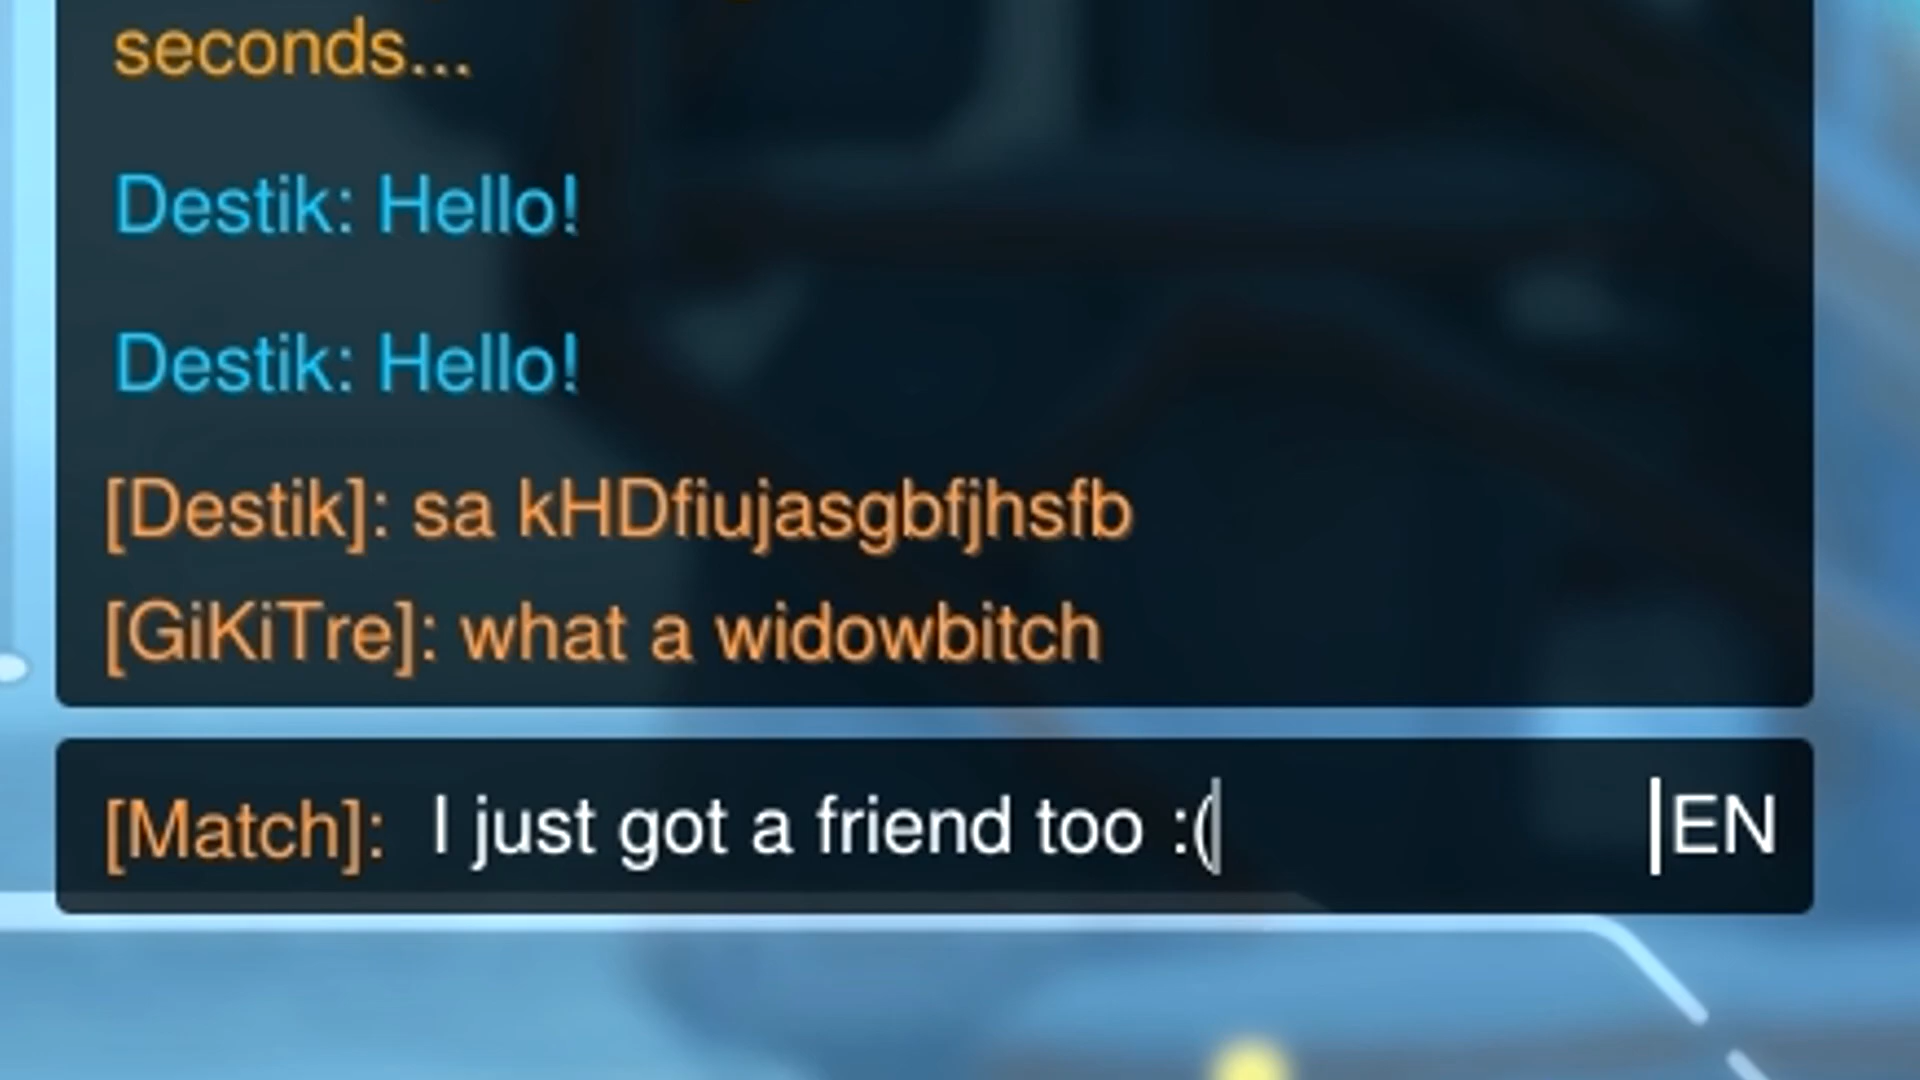 seconds...
Destik: Hello!
Destik: Hello!
[Destik]: sa kHDfiujasgbfjhsfb
[GiKiTre]: what a widowbitch
[Match]: I just got a friend too :( |EN